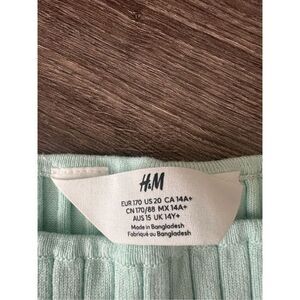 H&M
EUR 170 US 20 CA 14A+
CN 170/88 MX 14A+
AUS 15 UK 14Y+
Made in Bangladesh
Fabriqué au Bangladesh